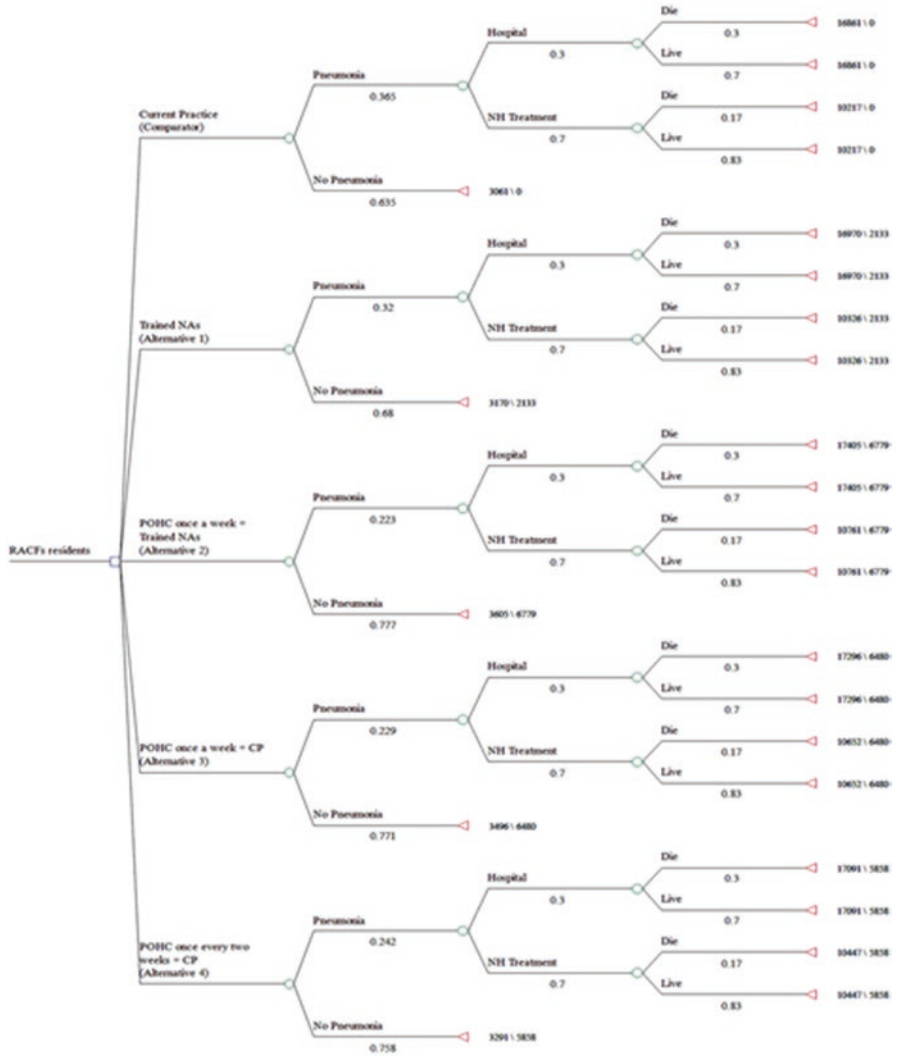 Die
Hospital
0.3
16861 \ 0
0.3
Live
0.7
16861 \ 0
Pneumonia
0.365
Die
NH Treatment
0.17
10217 \ 0
0.7
Live
0.83
10217 \ 0
Current Practice
(Comparator)
No Pneumonia
0.635
3061 \ 0
Die
Hospital
0.3
16970 \ 2133
0.3
Live
0.7
16970 \ 2133
Pneumonia
0.32
Die
NH Treatment
0.17
10326 \ 2133
0.7
Live
0.83
10326 \ 2133
Trained NAs
(Alternative 1)
No Pneumonia
0.68
3170 \ 2133
Die
Hospital
0.3
17405 \ 6779
0.3
Live
0.7
17405 \ 6779
Pneumonia
0.223
Die
NH Treatment
0.17
10761 \ 6779
0.7
Live
0.83
10761 \ 6779
POHC once a week +
Trained NAs
(Alternative 2)
RACFs residents
No Pneumonia
0.777
3605 \ 6779
Die
Hospital
0.3
17296 \ 6480
0.3
Live
0.7
17296 \ 6480
Pneumonia
0.229
Die
NH Treatment
0.17
10652 \ 6480
0.7
Live
0.83
10652 \ 6480
POHC once a week + CP
(Alternative 3)
No Pneumonia
0.771
3496 \ 6480
Die
Hospital
0.3
17091 \ 5858
0.3
Live
0.7
17091 \ 5858
Pneumonia
0.242
Die
NH Treatment
0.17
10447 \ 5858
0.7
Live
0.83
10447 \ 5858
POHC once every two
weeks + CP
(Alternative 4)
No Pneumonia
0.758
3291 \ 5858